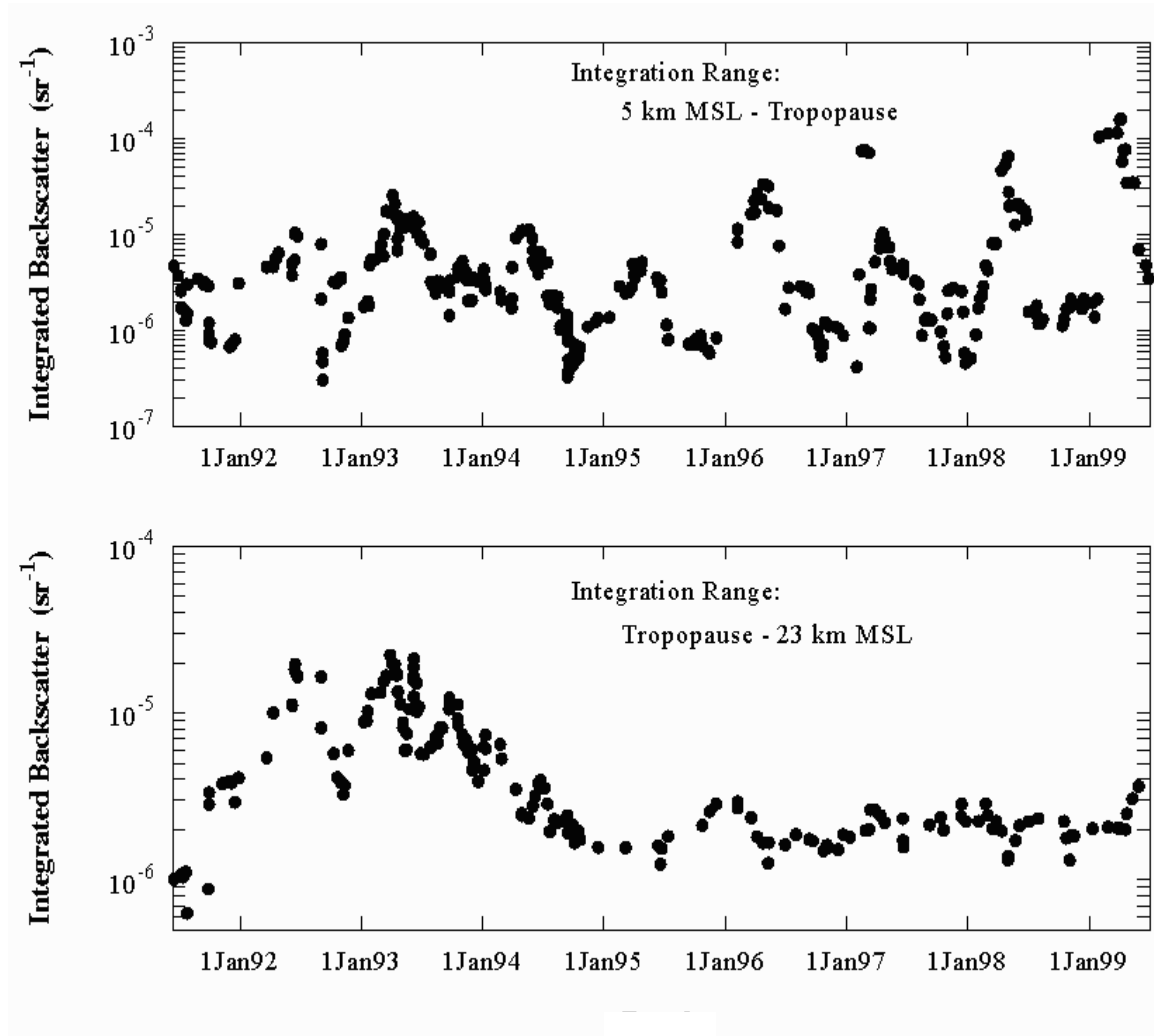 10^-3
10^-4
10^-5
10^-6
10^-7
Integrated Backscatter (sr^-1)
Integration Range:
5 km MSL - Tropopause
1Jan92 1Jan93 1Jan94 1Jan95 1Jan96 1Jan97 1Jan98 1Jan99
10^-4
10^-5
10^-6
Integrated Backscatter (sr^-1)
Integration Range:
Tropopause - 23 km MSL
1Jan92 1Jan93 1Jan94 1Jan95 1Jan96 1Jan97 1Jan98 1Jan99